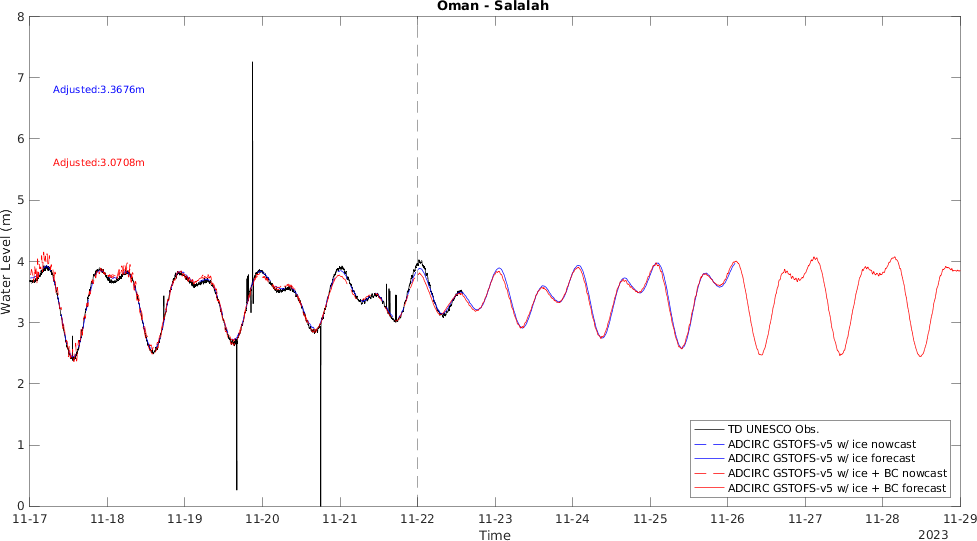 Oman - Salalah
8
7
Adjusted:3.3676m
6
Adjusted:3.0708m
5
4
Water Level (m)
3
2
1
0
TD UNESCO Obs.
ADCIRC GSTOFS-v5 w/ ice nowcast
ADCIRC GSTOFS-v5 w/ ice forecast
ADCIRC GSTOFS-v5 w/ ice + BC nowcast
ADCIRC GSTOFS-v5 w/ ice + BC forecast
11-17 11-18 11-19 11-20 11-21 11-22 11-23 11-24 11-25 11-26 11-27 11-28 11-29
Time
2023